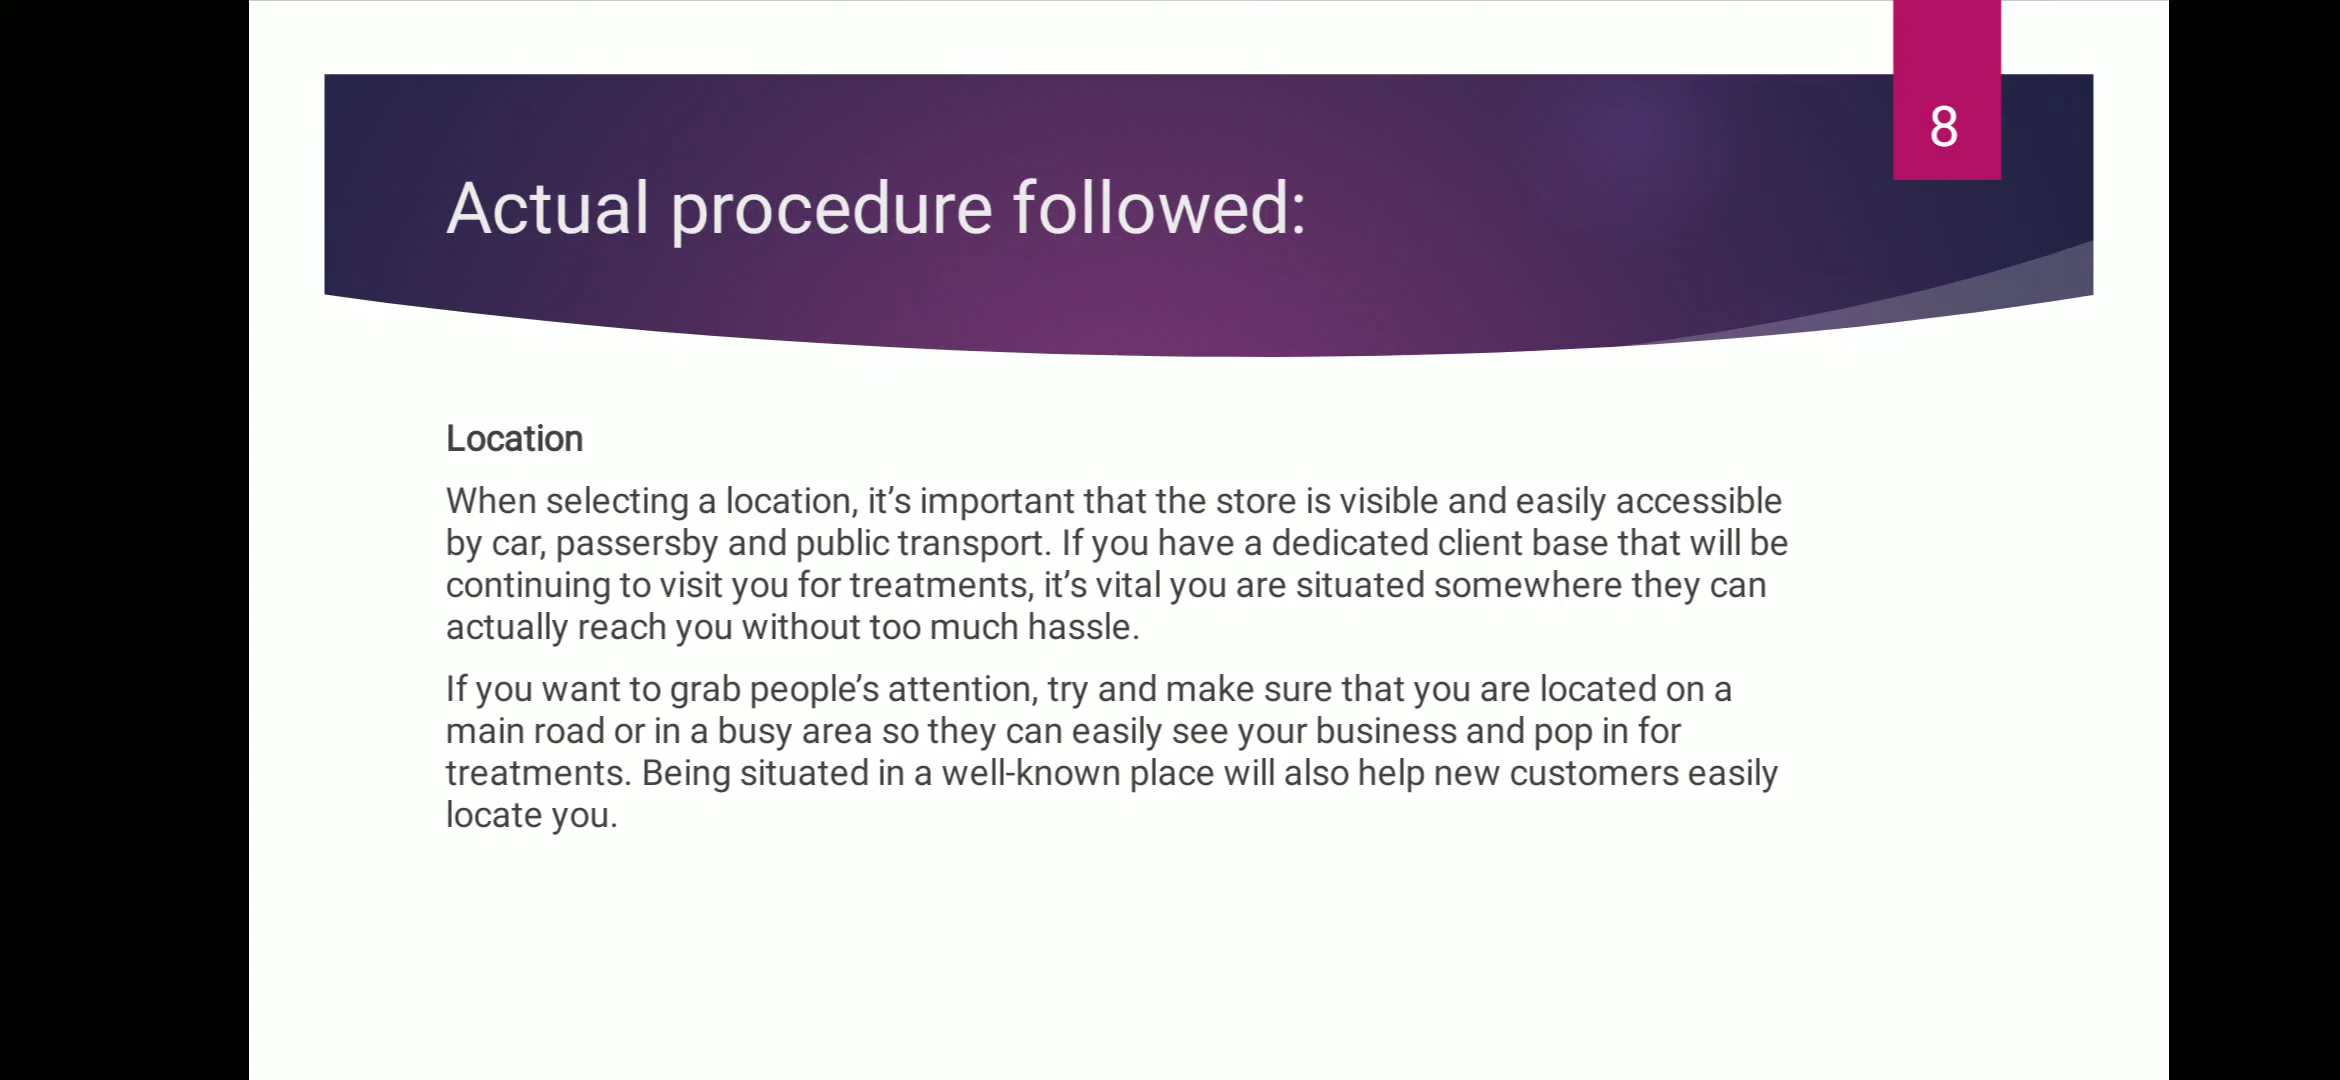 8
Actual procedure followed:
Location
When selecting a location, it’s important that the store is visible and easily accessible
by car, passersby and public transport. If you have a dedicated client base that will be
continuing to visit you for treatments, it’s vital you are situated somewhere they can
actually reach you without too much hassle.
If you want to grab people’s attention, try and make sure that you are located on a
main road or in a busy area so they can easily see your business and pop in for
treatments. Being situated in a well-known place will also help new customers easily
locate you.